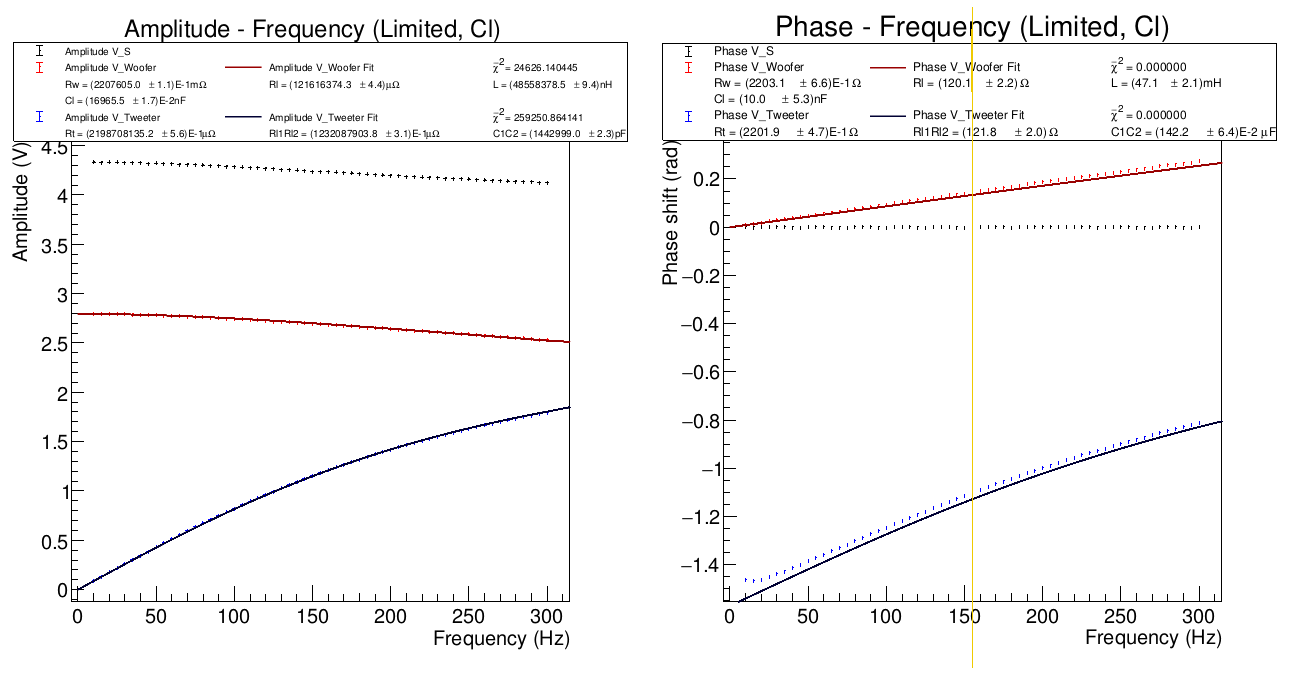 Amplitude - Frequency (Limited, Cl)
Amplitude V_S
Amplitude V_Woofer Amplitude V_Woofer Fit χ̄² = 24626.140445
Rw = (2207605.0 ± 1.1)E-1mΩ Rl = (121616374.3 ± 4.4)μΩ L = (48558378.5 ± 9.4)nH
Cl = (16965.5 ± 1.7)E-2nF
Amplitude V_Tweeter Amplitude V_Tweeter Fit χ̄² = 259250.864141
Rt = (2198708135.2 ± 5.6)E-1μΩ Rl1Rl2 = (1232087903.8 ± 3.1)E-1μΩ C1C2 = (1442999.0 ± 2.3)pF
Amplitude (V)
4.5
4
3.5
3
2.5
2
1.5
1
0.5
0
0 50 100 150 200 250 300
Frequency (Hz)
Phase - Frequency (Limited, Cl)
Phase V_S
Phase V_Woofer Phase V_Woofer Fit χ̄² = 0.000000
Rw = (2203.1 ± 6.6)E-1Ω Rl = (120.1 ± 2.2)Ω L = (47.1 ± 2.1)mH
Cl = (10.0 ± 5.3)nF
Phase V_Tweeter Phase V_Tweeter Fit χ̄² = 0.000000
Rt = (2201.9 ± 4.7)E-1Ω Rl1Rl2 = (121.8 ± 2.0)Ω C1C2 = (142.2 ± 6.4)E-2 μF
Phase shift (rad)
0.2
0
−0.2
−0.4
−0.6
−0.8
−1
−1.2
−1.4
0 50 100 150 200 250 300
Frequency (Hz)